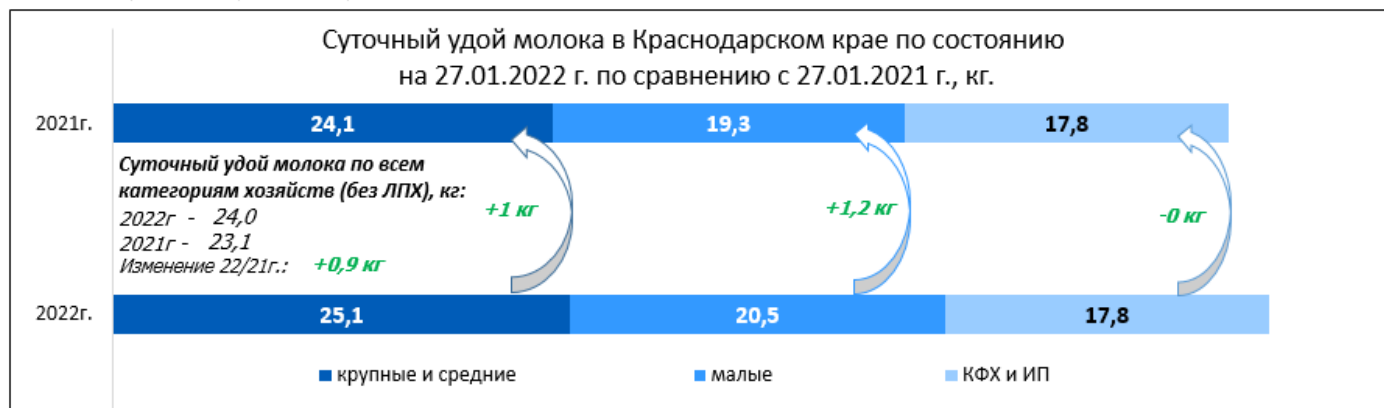 Суточный удой молока в Краснодарском крае по состоянию
на 27.01.2022 г. по сравнению с 27.01.2021 г., кг.
2021г.
24,1
19,3
17,8
Суточный удой молока по всем
категориям хозяйств (без ЛПХ), кг:
2022г - 24,0
2021г - 23,1
Изменение 22/21г.: +0,9 кг
+1 кг
+1,2 кг
-0 кг
2022г.
25,1
20,5
17,8
крупные и средние
малые
КФХ и ИП